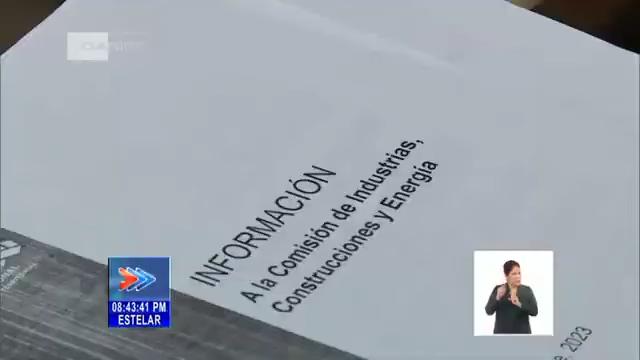 INFORMACIÓN
A la Comisión de Industrias,
Construcciones y Energía
2023
08:43:41 PM
ESTELAR